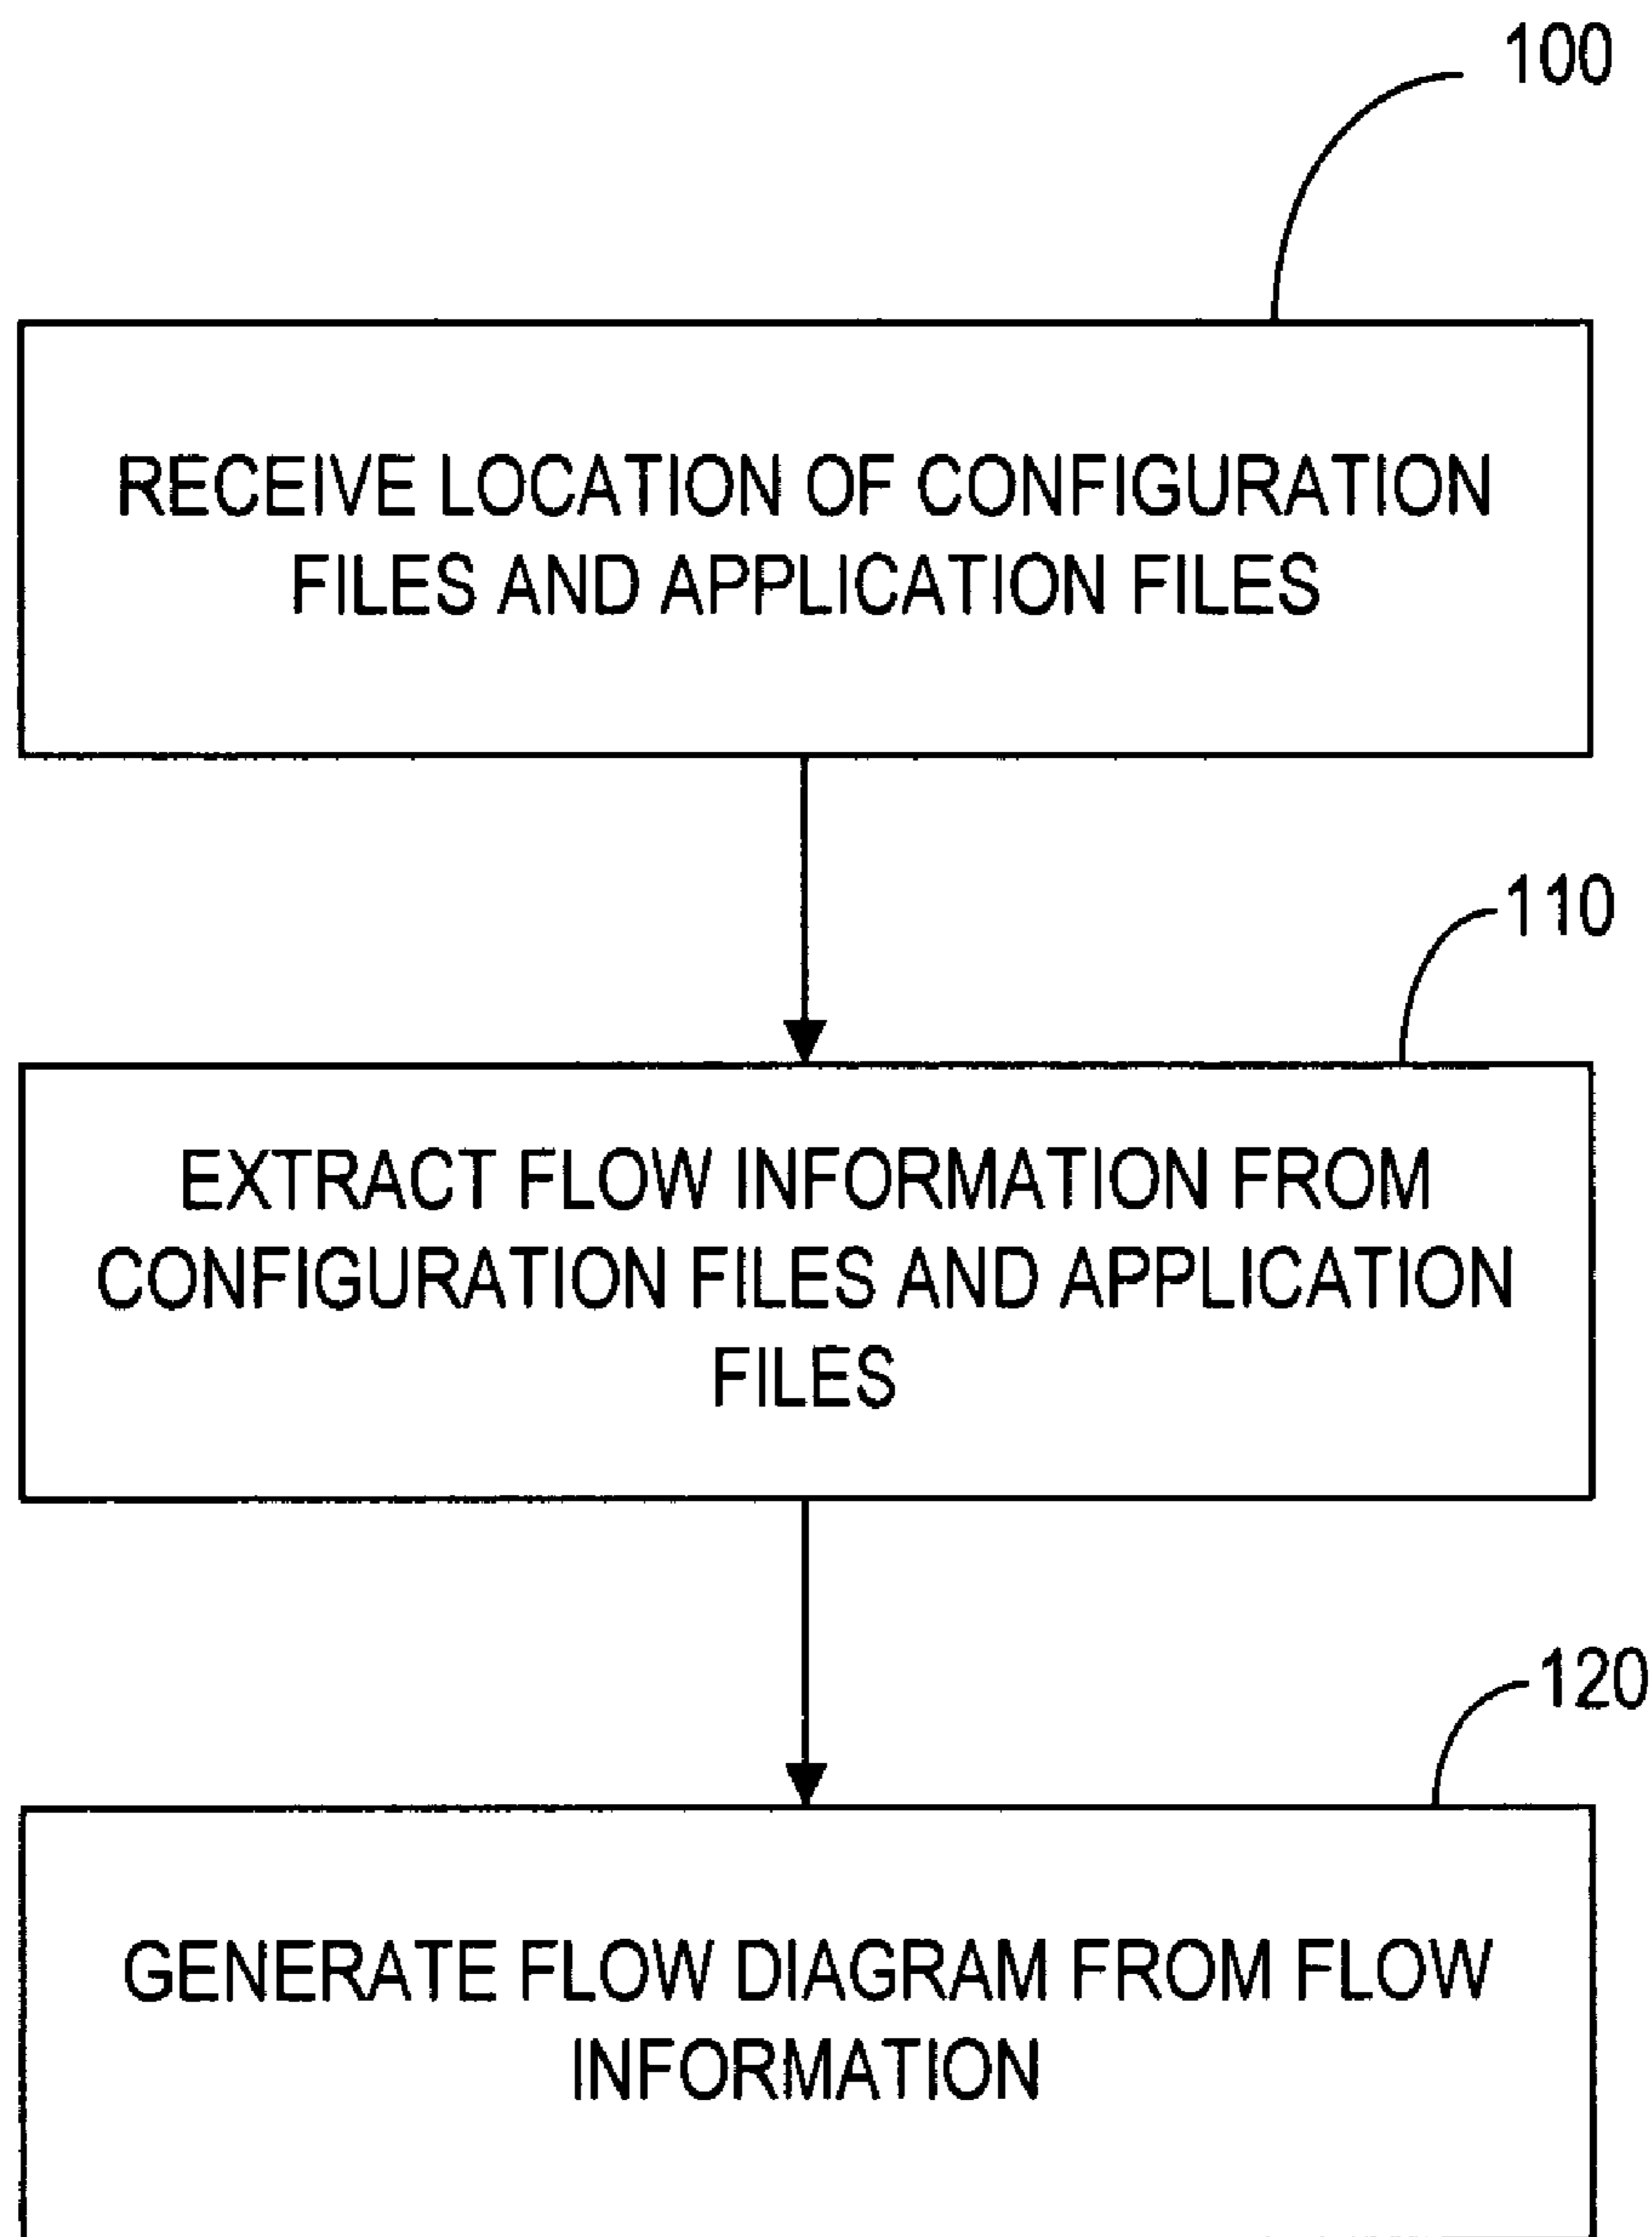 100
RECEIVE LOCATION OF CONFIGURATION
FILES AND APPLICATION FILES
110
EXTRACT FLOW INFORMATION FROM
CONFIGURATION FILES AND APPLICATION
FILES
120
GENERATE FLOW DIAGRAM FROM FLOW
INFORMATION